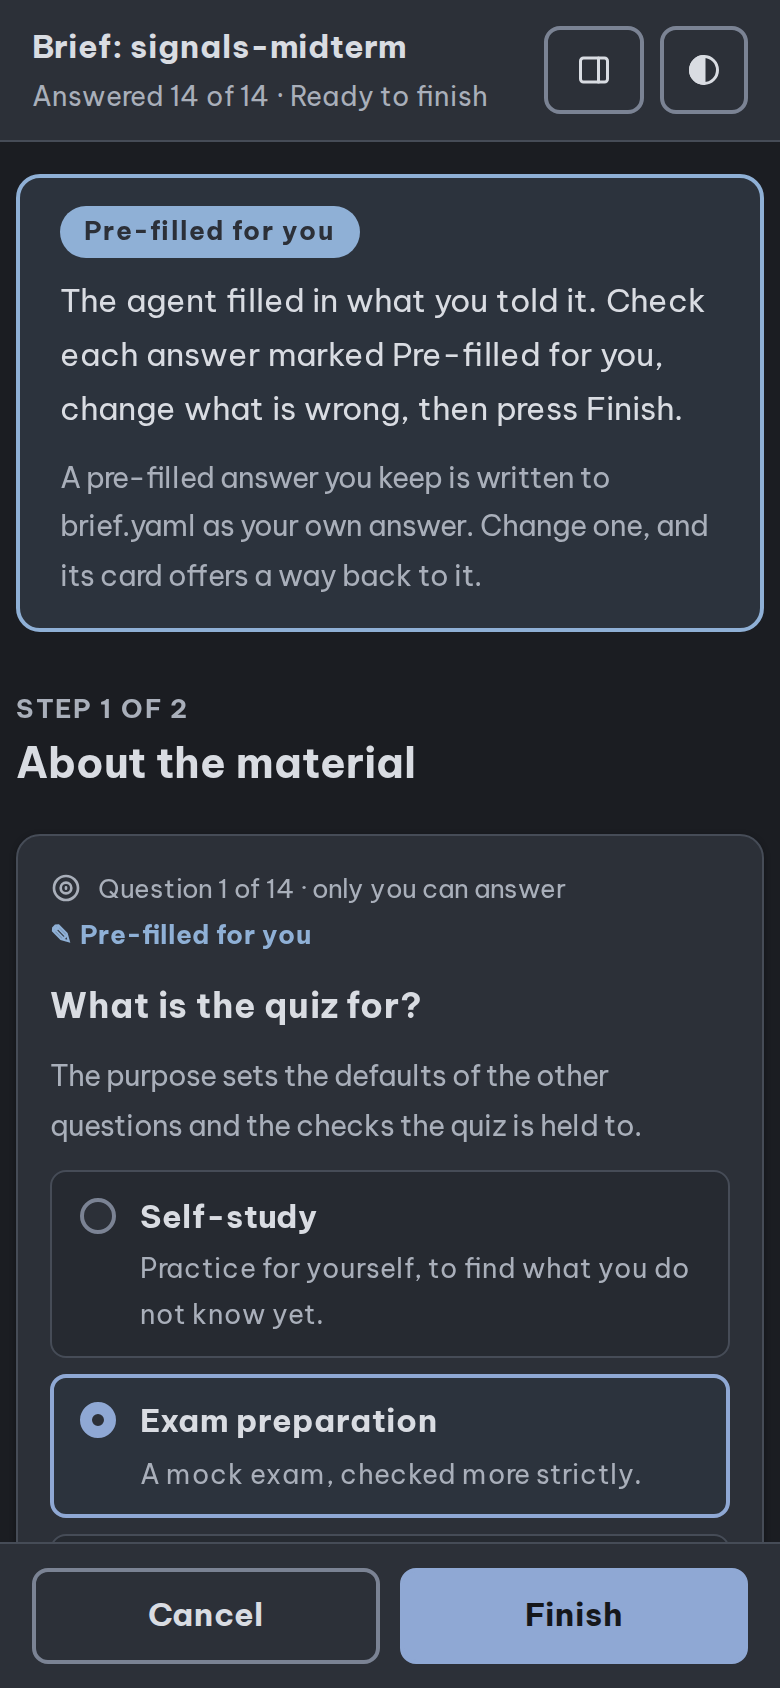 Brief: signals-midterm
Answered 14 of 14 · Ready to finish
Pre-filled for you
The agent filled in what you told it. Check
each answer marked Pre-filled for you,
change what is wrong, then press Finish.
A pre-filled answer you keep is written to
brief.yaml as your own answer. Change one, and
its card offers a way back to it.
STEP 1 OF 2
About the material
Question 1 of 14 · only you can answer
✎ Pre-filled for you
What is the quiz for?
The purpose sets the defaults of the other
questions and the checks the quiz is held to.
Self-study
Practice for yourself, to find what you do
not know yet.
Exam preparation
A mock exam, checked more strictly.
Cancel
Finish